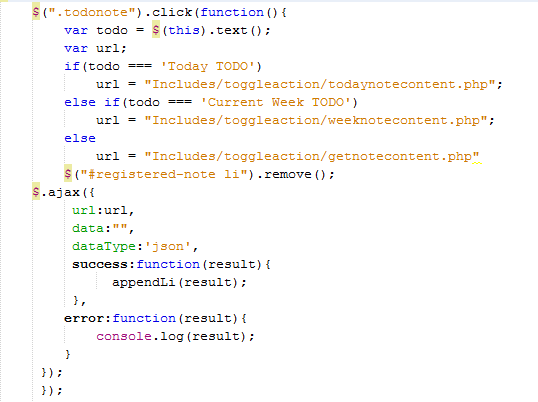 $(".todonote").click(function(){
var todo = $(this).text();
var url;
if(todo === 'Today TODO')
url = "Includes/toggleaction/todaynotecontent.php";
else if(todo === 'Current Week TODO')
url = "Includes/toggleaction/weeknotecontent.php";
else
url = "Includes/toggleaction/getnotecontent.php"
$("#registered-note li").remove();
$.ajax({
url:url,
data:"",
dataType:'json',
success:function(result){
appendLi(result);
},
error:function(result){
console.log(result);
}
});
});